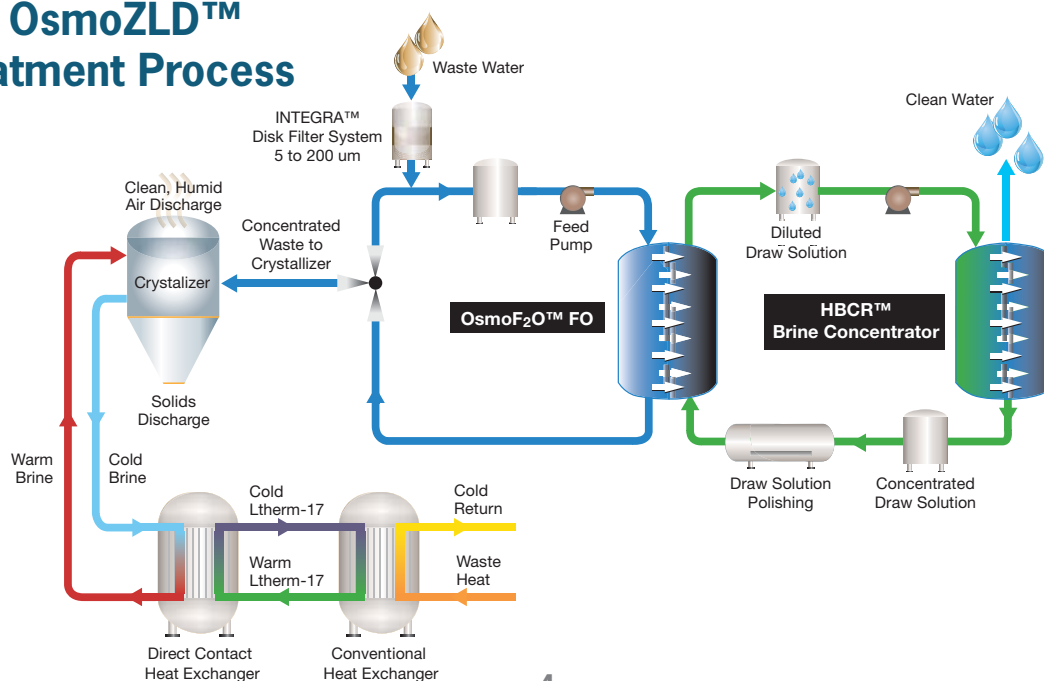 OsmoZLD™
atment Process
Waste Water
INTEGRA™
Disk Filter System
5 to 200 um
Clean Water
Clean, Humid
Air Discharge
Concentrated
Waste to
Crystallizer
Feed
Pump
Diluted
Draw Solution
Crystalizer
OsmoF2O™ FO
HBCR™
Brine Concentrator
Solids
Discharge
Warm
Brine
Cold
Brine
Draw Solution
Polishing
Concentrated
Draw Solution
Cold
Ltherm-17
Cold
Return
Warm
Ltherm-17
Waste
Heat
Direct Contact
Heat Exchanger
Conventional
Heat Exchanger